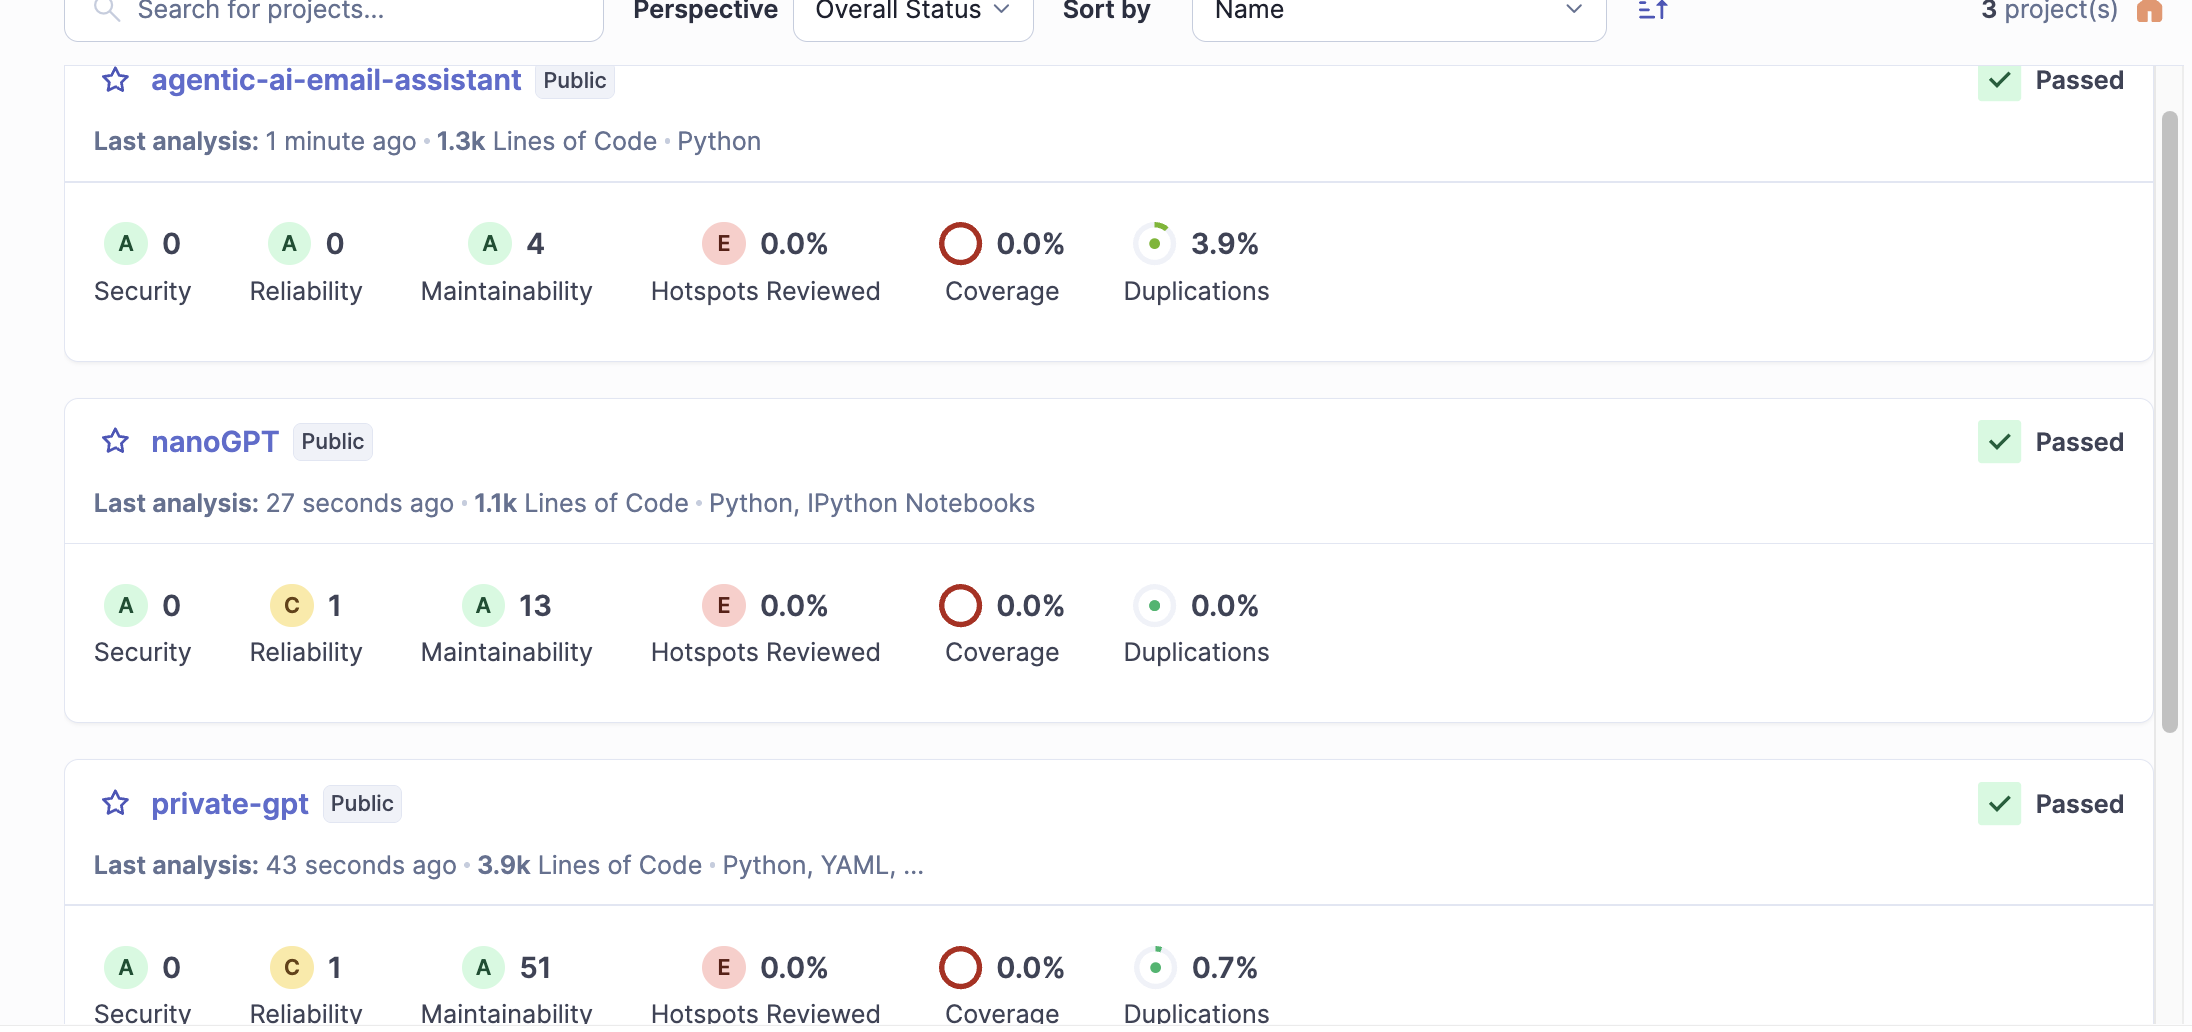 Search for projects... Perspective Overall Status Sort by Name 3 project(s)
agentic-ai-email-assistant Public Passed
Last analysis: 1 minute ago • 1.3k Lines of Code • Python
A 0 A 0 A 4 E 0.0% 0.0% 3.9%
Security Reliability Maintainability Hotspots Reviewed Coverage Duplications
nanoGPT Public Passed
Last analysis: 27 seconds ago • 1.1k Lines of Code • Python, IPython Notebooks
A 0 C 1 A 13 E 0.0% 0.0% 0.0%
Security Reliability Maintainability Hotspots Reviewed Coverage Duplications
private-gpt Public Passed
Last analysis: 43 seconds ago • 3.9k Lines of Code • Python, YAML, ...
A 0 C 1 A 51 E 0.0% 0.0% 0.7%
Security Reliability Maintainability Hotspots Reviewed Coverage Duplications